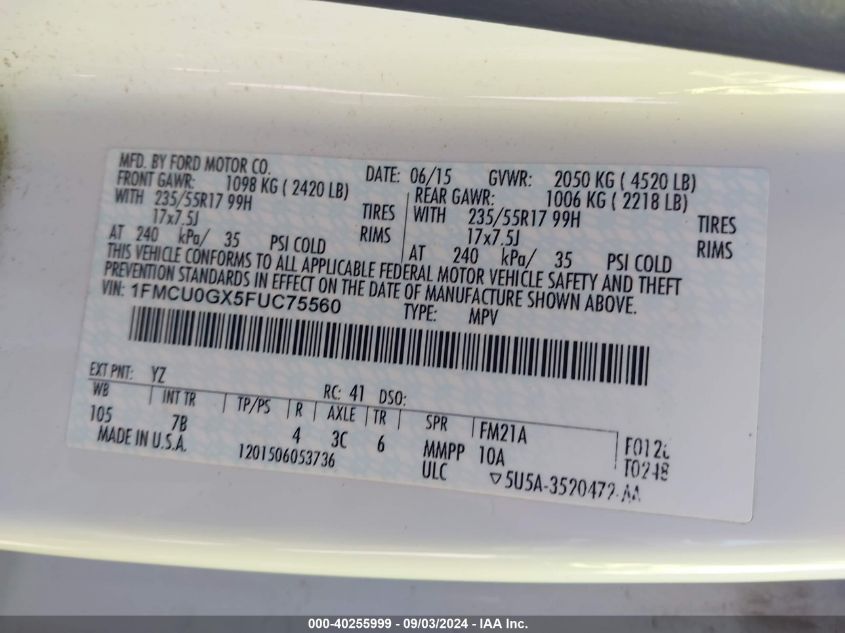 MFD. BY FORD MOTOR CO.
DATE: 06/15 GVWR: 2050 KG ( 4520 LB)
FRONT GAWR: 1098 KG ( 2420 LB)
REAR GAWR: 1006 KG ( 2218 LB)
WITH 235/55R17 99H TIRES
WITH 235/55R17 99H TIRES
17x7.5J RIMS
17x7.5J RIMS
AT 240 kPa/ 35 PSI COLD
AT 240 kPa/ 35 PSI COLD
THIS VEHICLE CONFORMS TO ALL APPLICABLE FEDERAL MOTOR VEHICLE SAFETY AND THEFT
PREVENTION STANDARDS IN EFFECT ON THE DATE OF MANUFACTURE SHOWN ABOVE.
VIN: 1FMCU0GX5FUC75560
TYPE: MPV
EXT PNT: YZ RC: 41 DSO:
WB INT TR TP/PS R AXLE TR SPR
105 7B 4 3C 6 FM21A
MADE IN U.S.A. 1201506053736
MMPP 10A
ULC
5U5A-3520472-AA
T0248
000-40255999 - 09/03/2024 - IAA Inc.